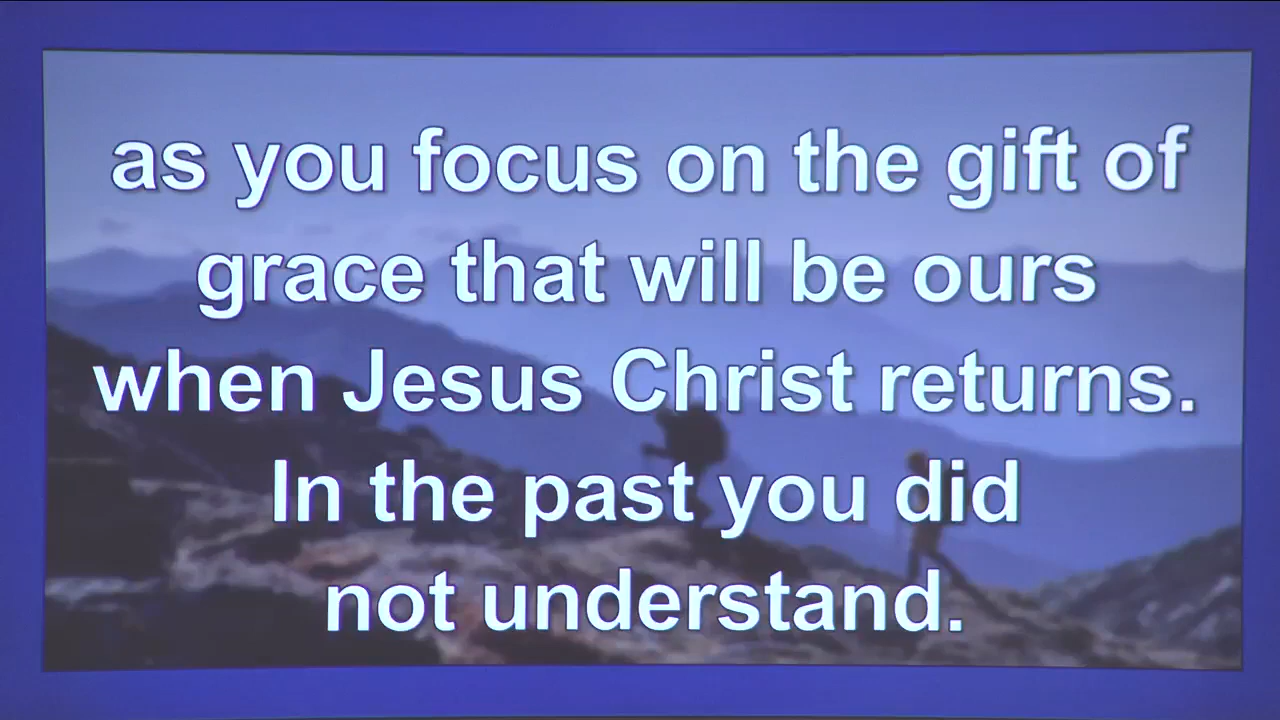 as you focus on the gift of
grace that will be ours
when Jesus Christ returns.
In the past you did
not understand.